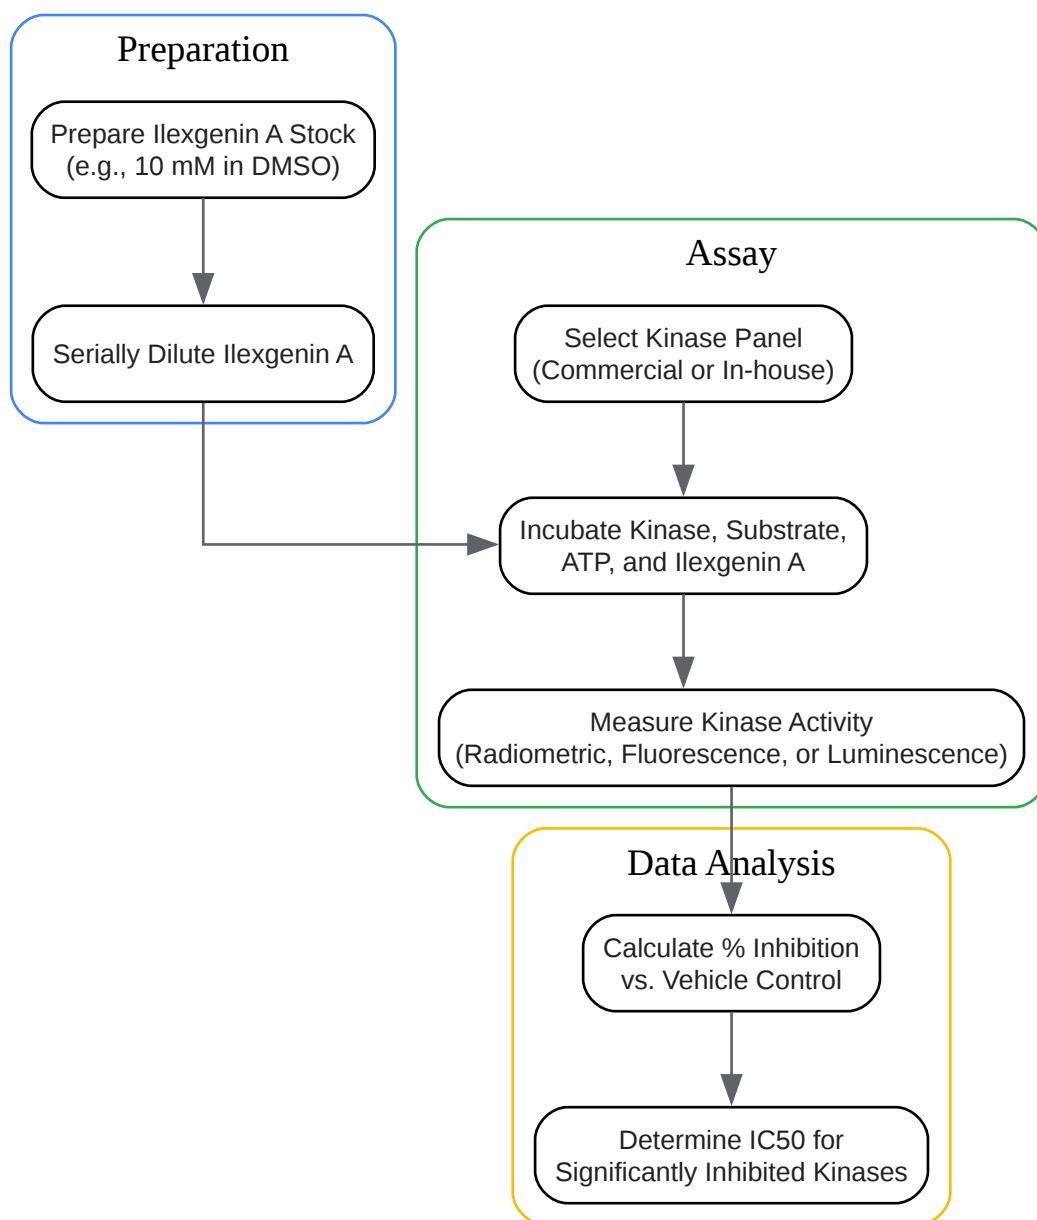 Preparation
Prepare Ilexgenin A Stock
(e.g., 10 mM in DMSO)
Serially Dilute Ilexgenin A
Assay
Select Kinase Panel
(Commercial or In-house)
Incubate Kinase, Substrate,
ATP, and Ilexgenin A
Measure Kinase Activity
(Radiometric, Fluorescence, or Luminescence)
Data Analysis
Calculate % Inhibition
vs. Vehicle Control
Determine IC50 for
Significantly Inhibited Kinases